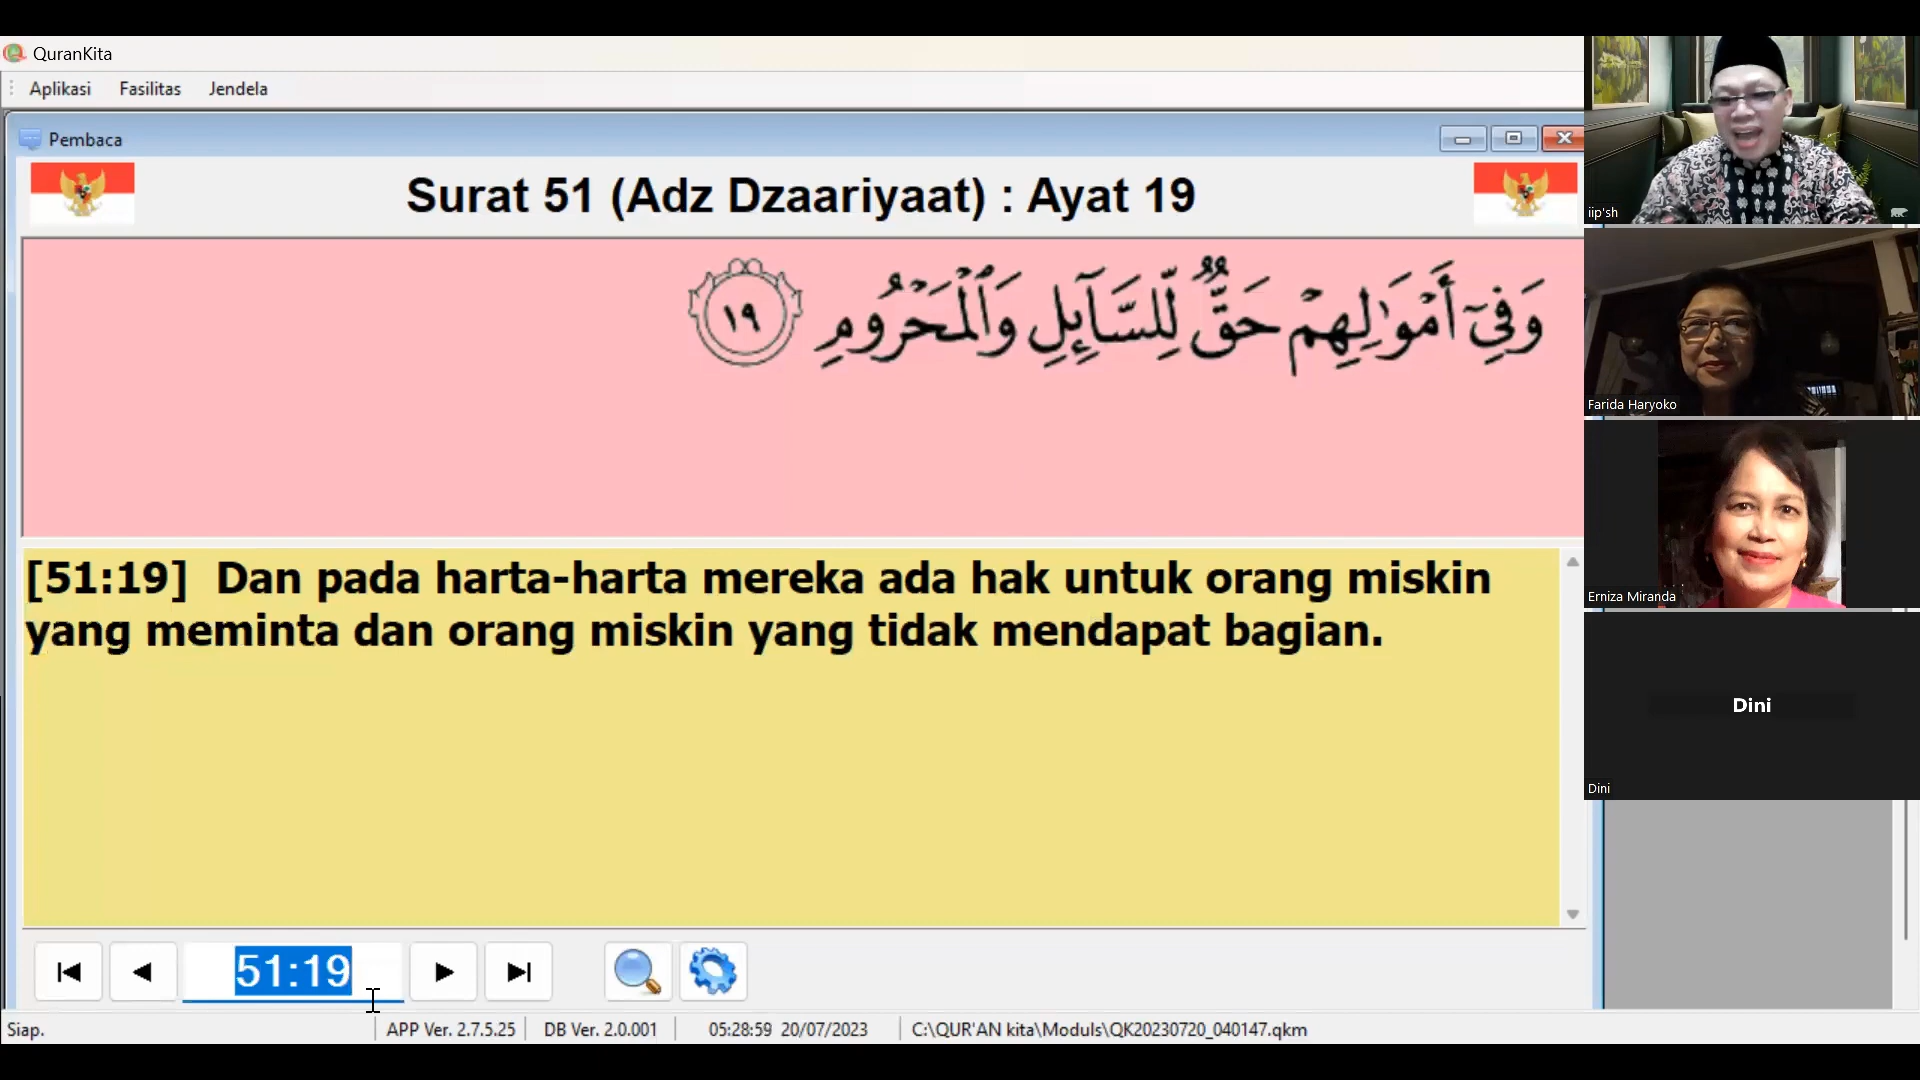 QuranKita
Aplikasi Fasilitas Jendela
Pembaca
Surat 51 (Adz Dzaariyaat) : Ayat 19
وَفِىٓ أَمْوَٰلِهِمْ حَقٌّ لِّلسَّآئِلِ وَٱلْمَحْرُومِ ١٩
[51:19] Dan pada harta-harta mereka ada hak untuk orang miskin
yang meminta dan orang miskin yang tidak mendapat bagian.
51:19
Siap. APP Ver. 2.7.5.25 DB Ver. 2.0.001 05:28:59 20/07/2023 C:\QUR'AN kita\Moduls\QK20230720_040147.qkm
iip'sh
Farida Haryoko
Erniza Miranda
Dini
Dini